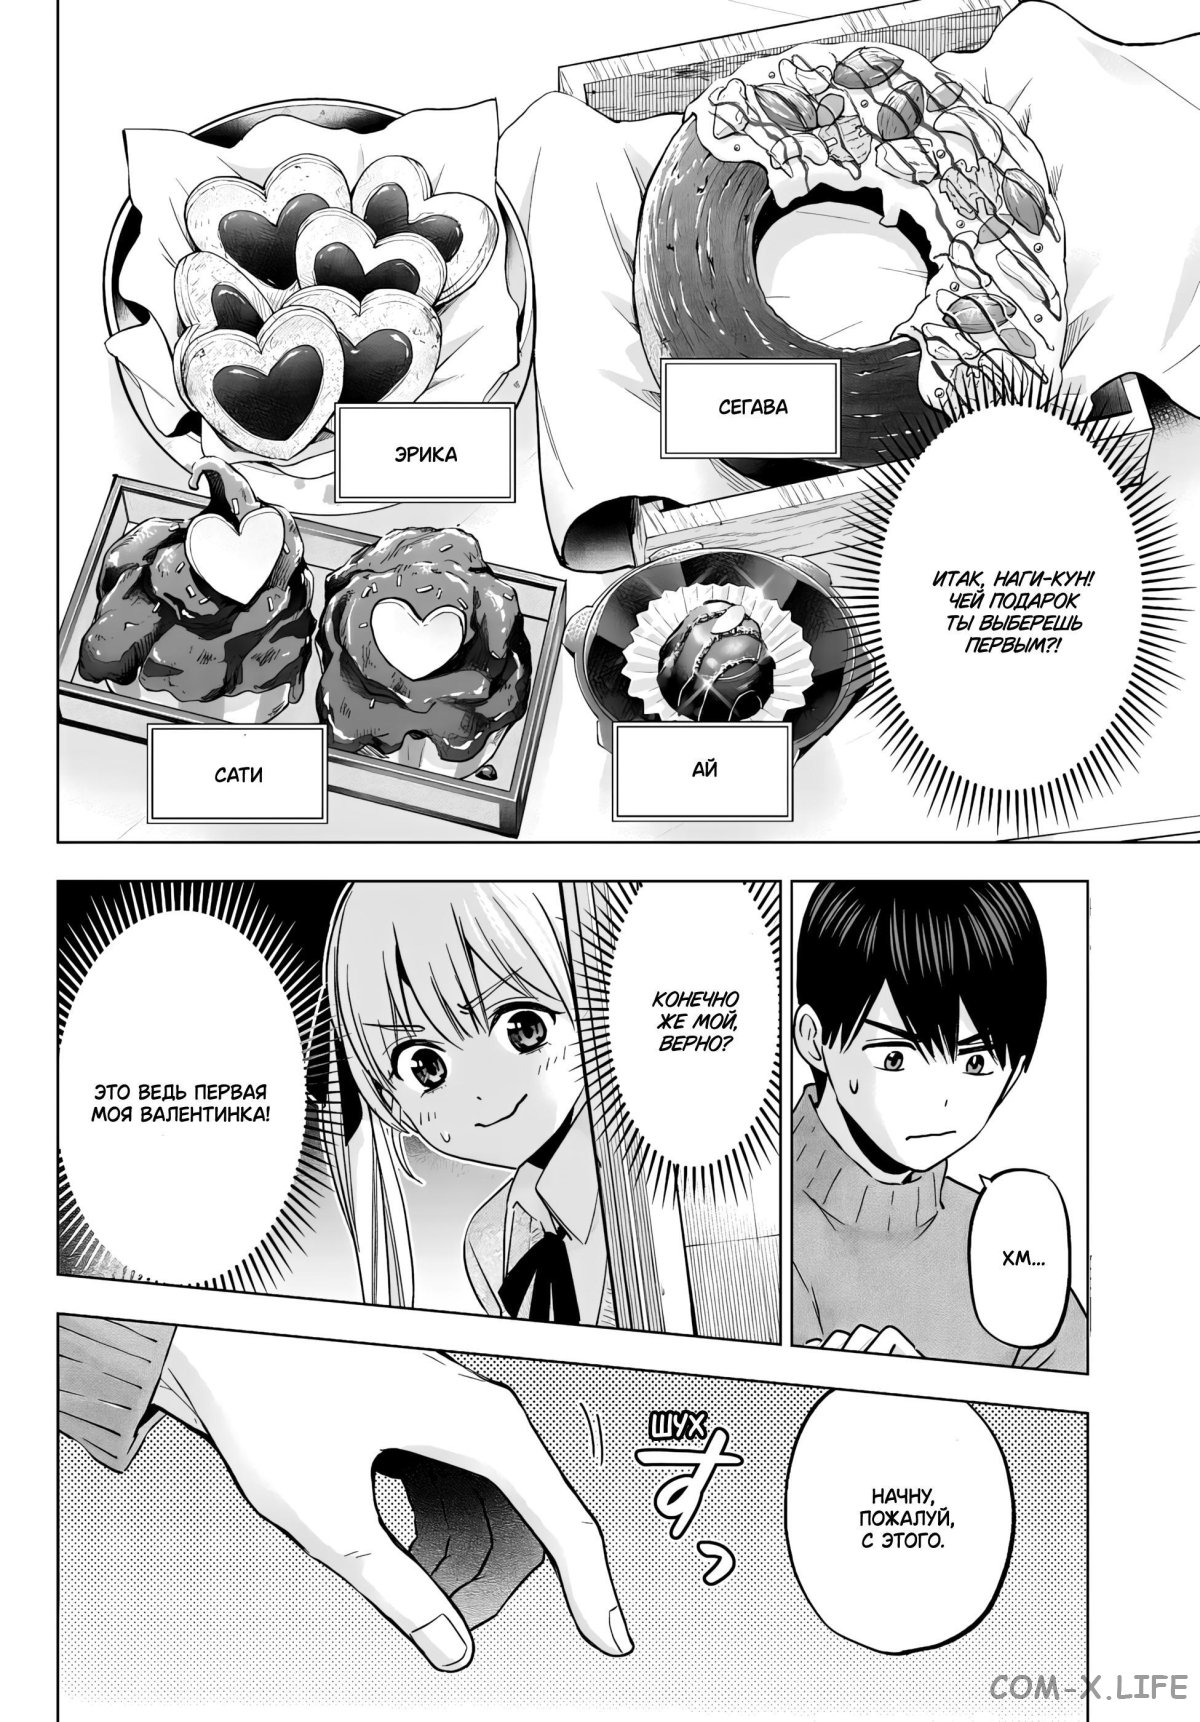 СЕГАВА
ЭРИКА
ИТАК, НАГИ-КУН!
ЧЕЙ ПОДАРОК
ТЫ ВЫБЕРЕШЬ
ПЕРВЫМ?!
АЙ
САТИ
ХМ...
КОНЕЧНО
ЖЕ МОЙ,
ВЕРНО?
ЭТО ВЕДЬ ПЕРВАЯ
МОЯ ВАЛЕНТИНКА!
НАЧНУ,
ПОЖАЛУЙ,
С ЭТОГО.
ШУХ
すっ
COM-X.LIFE